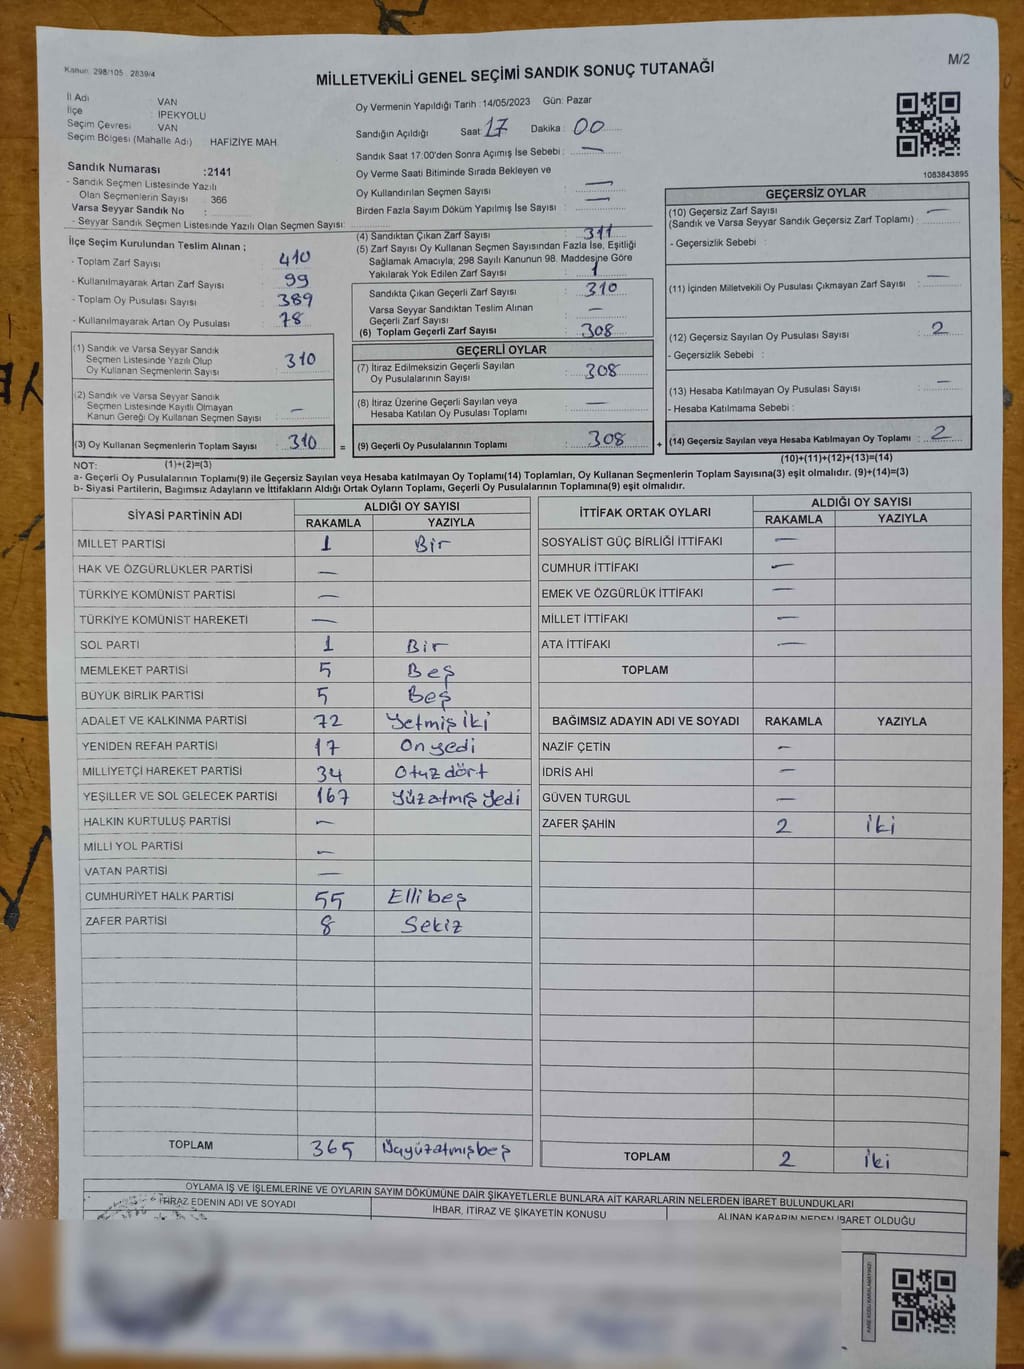 Kanun: 298/105 , 2839/4
MİLLETVEKİLİ GENEL SEÇİMİ SANDIK SONUÇ TUTANAĞI
M/2
İl Adı VAN
İlçe İPEKYOLU
Seçim Çevresi VAN
Seçim Bölgesi (Mahalle Adı) : HAFIZIYE MAH.
Sandık Numarası :2141
- Sandık Seçmen Listesinde Yazılı
Olan Seçmenlerin Sayısı : 366
Varsa Seyyar Sandık No :
- Seyyar Sandık Seçmen Listesinde Yazılı Olan Seçmen Sayısı:
Oy Vermenin Yapıldığı Tarih :14/05/2023 Gün: Pazar
Sandığın Açıldığı Saat: 17 Dakika : 00
Sandık Saat 17:00'den Sonra Açımış İse Sebebi : —
Oy Verme Saati Bitiminde Sırada Bekleyen ve
Oy Kullandırılan Seçmen Sayısı : —
Birden Fazla Sayım Döküm Yapılmış İse Sayısı : —
1083843895
İlçe Seçim Kurulundan Teslim Alınan ;
- Toplam Zarf Sayısı : 410
- Kullanılmayarak Artan Zarf Sayısı : 99
- Toplam Oy Pusulası Sayısı : 389
- Kullanılmayarak Artan Oy Pusulası : 78
(1) Sandık ve Varsa Seyyar Sandık
Seçmen Listesinde Yazılı Olup
Oy Kullanan Seçmenlerin Sayısı : 310
(2) Sandık ve Varsa Seyyar Sandık
Seçmen Listesinde Kayıtlı Olmayan
Kanun Gereği Oy Kullanan Seçmen Sayısı : —
(3) Oy Kullanan Seçmenlerin Toplam Sayısı : 310 =
(4) Sandıktan Çıkan Zarf Sayısı : 311
(5) Zarf Sayısı Oy Kullanan Seçmen Sayısından Fazla İse, Eşitliği
Sağlamak Amacıyla, 298 Sayılı Kanunun 98. Maddesine Göre
Yakılarak Yok Edilen Zarf Sayısı : 1
Sandıkta Çıkan Geçerli Zarf Sayısı : 310
Varsa Seyyar Sandıktan Teslim Alınan
Geçerli Zarf Sayısı : —
(6) Toplam Geçerli Zarf Sayısı : 308
GEÇERLİ OYLAR
(7) İtiraz Edilmeksizin Geçerli Sayılan
Oy Pusulalarının Sayısı : 308
(8) İtiraz Üzerine Geçerli Sayılan veya
Hesaba Katılan Oy Pusulası Toplamı : —
(9) Geçerli Oy Pusulalarının Toplamı : 308 +
GEÇERSİZ OYLAR
(10) Geçersiz Zarf Sayısı
(Sandık ve Varsa Seyyar Sandık Geçersiz Zarf Toplamı) : —
- Geçersizlik Sebebi :
(11) İçinden Milletvekili Oy Pusulası Çıkmayan Zarf Sayısı : —
(12) Geçersiz Sayılan Oy Pusulası Sayısı : 2
- Geçersizlik Sebebi :
(13) Hesaba Katılmayan Oy Pusulası Sayısı : —
- Hesaba Katılmama Sebebi :
(14) Geçersiz Sayılan veya Hesaba Katılmayan Oy Toplamı : 2
NOT: (1)+(2)=(3)
(10)+(11)+(12)+(13)=(14)
a- Geçerli Oy Pusulasının Toplamı(9) ile Geçersiz Sayılan veya Hesaba katılmayan Oy Toplamı(14) Toplamları, Oy Kullanan Seçmenlerin Toplam Sayısına(3) eşit olmalıdır. (9)+(14)=(3)
b- Siyasi Partilerin, Bağımsız Adayların ve İttifakların Aldığı Ortak Oyların Toplamı, Geçerli Oy Pusulalarının Toplamına(9) eşit olmalıdır.
SİYASİ PARTİNİN ADI ALDIĞI OY SAYISI
RAKAMLA YAZIYLA
MİLLET PARTİSİ 1 Bir
HAK VE ÖZGÜRLÜKLER PARTİSİ —
TÜRKİYE KOMÜNİST PARTİSİ —
TÜRKİYE KOMÜNİST HAREKETİ —
SOL PARTİ 1 Bir
MEMLEKET PARTİSİ 5 Beş
BÜYÜK BİRLİK PARTİSİ 5 Beş
ADALET VE KALKINMA PARTİSİ 72 Yetmiş iki
YENİDEN REFAH PARTİSİ 17 On yedi
MİLLİYETÇİ HAREKET PARTİSİ 34 Otuz dört
YEŞİLLER VE SOL GELECEK PARTİSİ 167 Yüzatmış Yedi
HALKIN KURTULUŞ PARTİSİ —
MİLLİ YOL PARTİSİ —
VATAN PARTİSİ —
CUMHURİYET HALK PARTİSİ 55 Elli beş
ZAFER PARTİSİ 8 Sekiz
TOPLAM 365 Üçyüzatmışbeş
İTTİFAK ORTAK OYLARI ALDIĞI OY SAYISI
RAKAMLA YAZIYLA
SOSYALİST GÜÇ BİRLİĞİ İTTİFAKI —
CUMHUR İTTİFAKI —
EMEK VE ÖZGÜRLÜK İTTİFAKI —
MİLLET İTTİFAKI —
ATA İTTİFAKI —
TOPLAM
BAĞIMSIZ ADAYIN ADI VE SOYADI RAKAMLA YAZIYLA
NAZİF ÇETİN —
İDRİS AHİ —
GÜVEN TURGUL —
ZAFER ŞAHİN 2 iki
TOPLAM 2 iki
OYLAMA İŞ VE İŞLEMLERİNE VE OYLARIN SAYIM DÖKÜMÜNE DAİR ŞİKAYETLERLE BUNLARA AİT KARARLARIN NELERDEN İBARET BULUNDUKLARI
İTİRAZ EDENİN ADI VE SOYADI
İHBAR, İTİRAZ VE ŞİKAYETİN KONUSU
ALINAN KARARIN NEDEN İBARET OLDUĞU